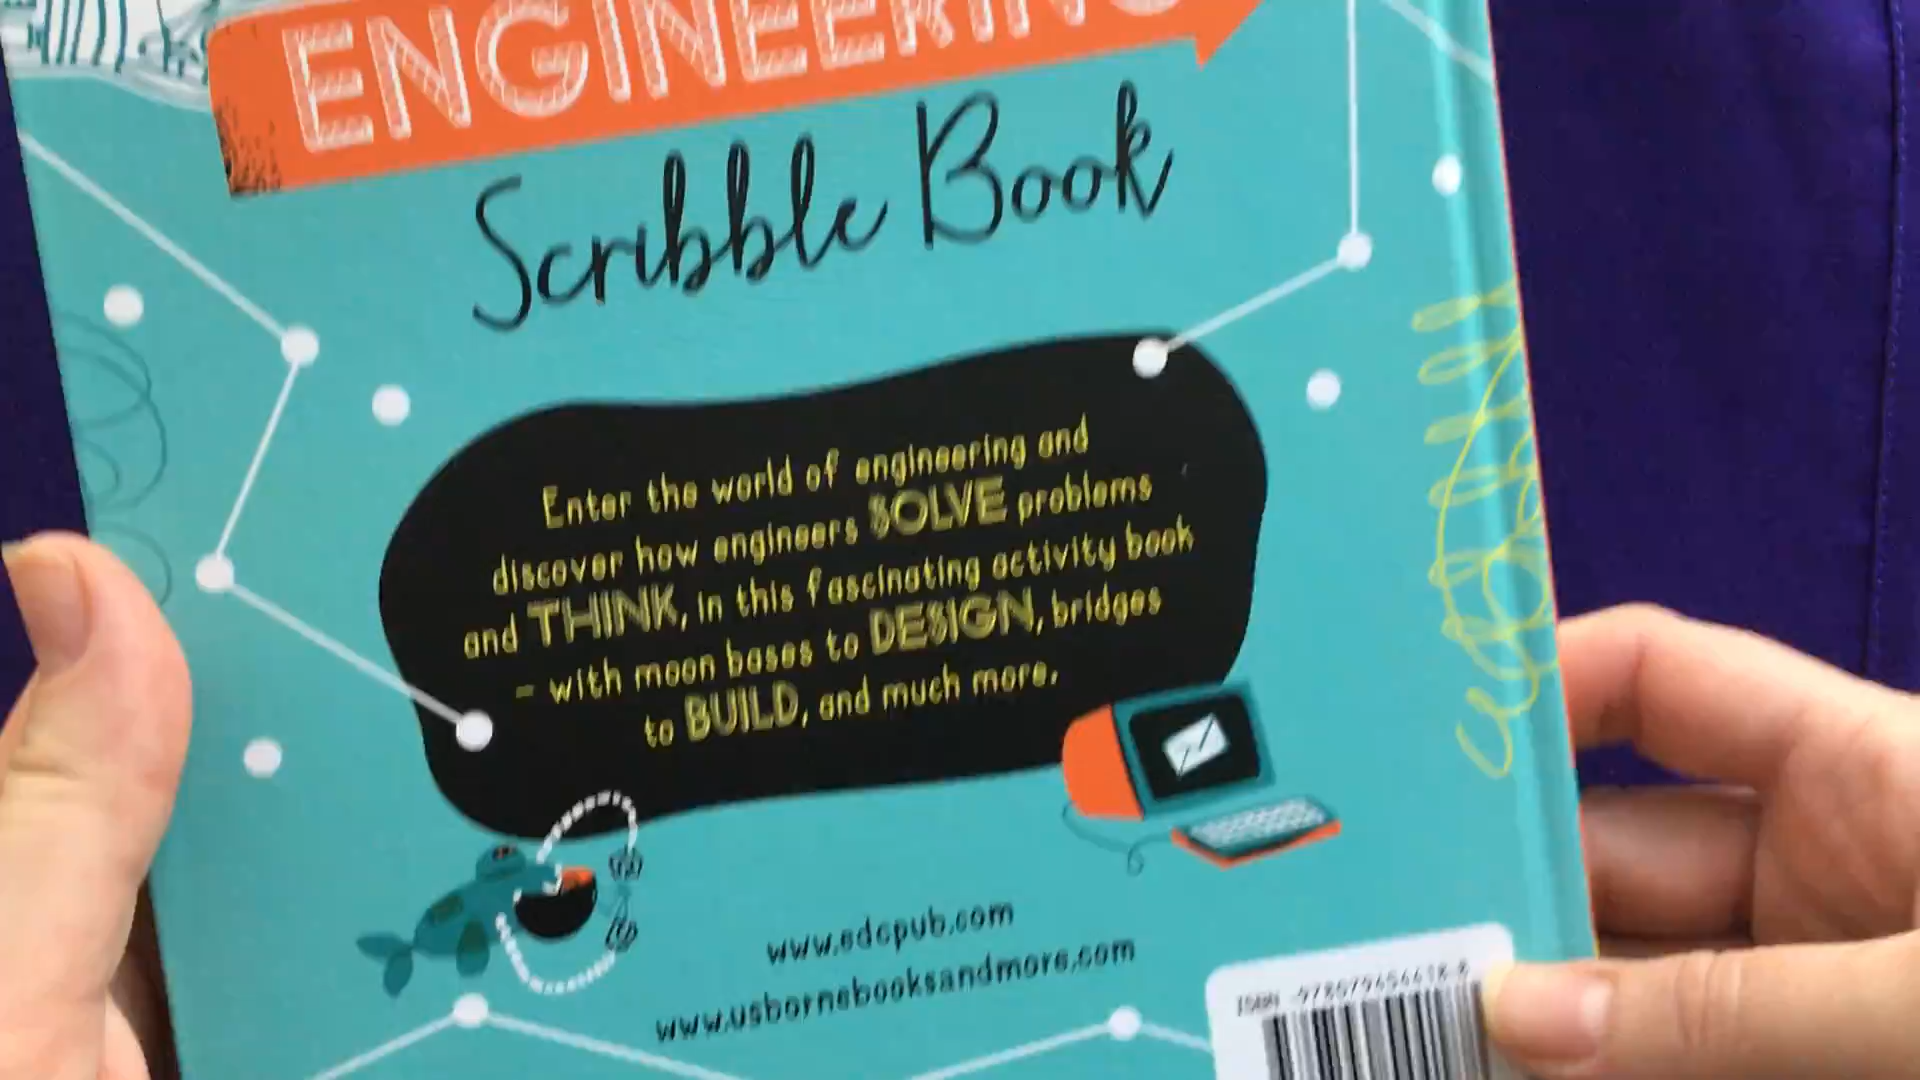 ENGINEERING
Scribble Book
Enter the world of engineering and
discover how engineers SOLVE problems
and THINK, in this fascinating activity book
- with moon bases to DESIGN, bridges
to BUILD, and much more.
www.edcpub.com
www.usbornebooksandmore.com
ISBN